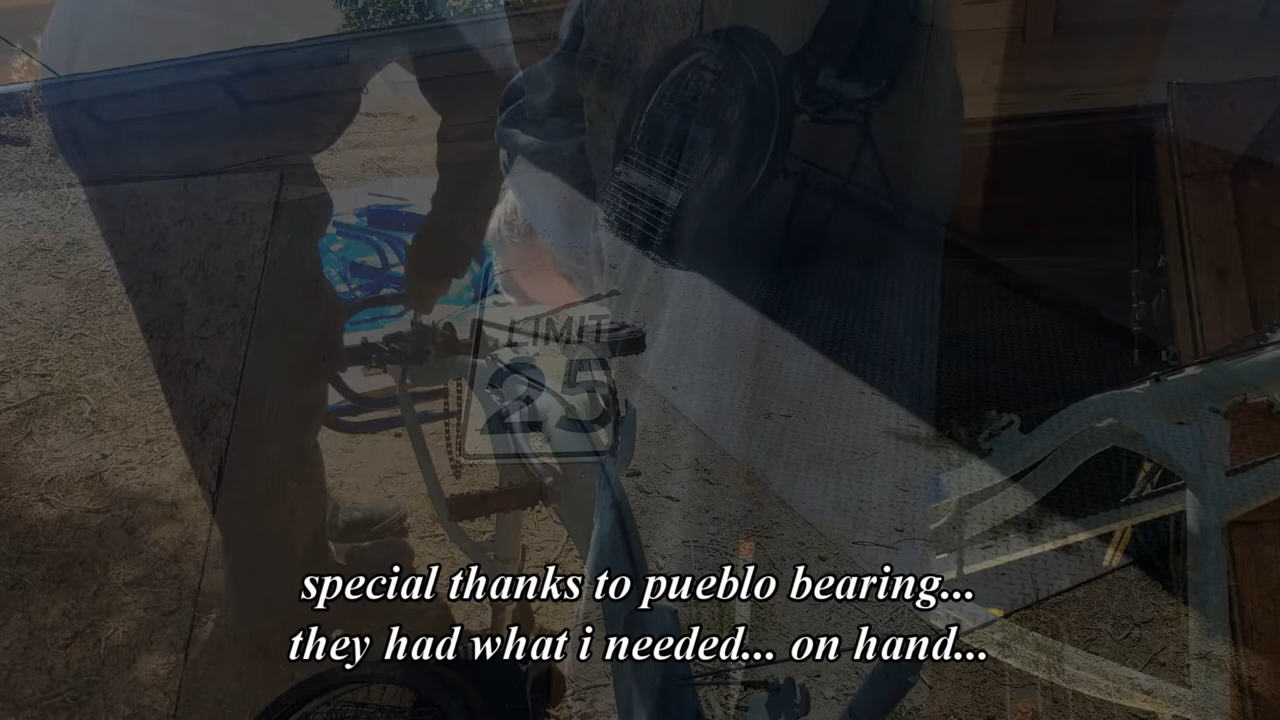 LIMIT
25
special thanks to pueblo bearing...
they had what i needed... on hand...